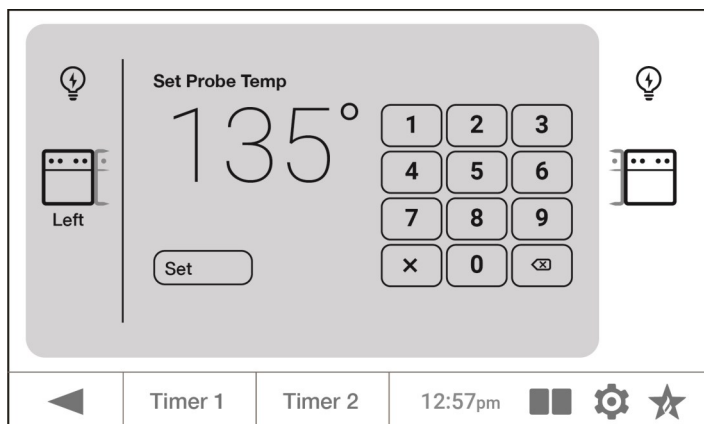 Set Probe Temp
135°
1 2 3
4 5 6
7 8 9
× 0
Left
Set
Timer 1 Timer 2 12:57pm